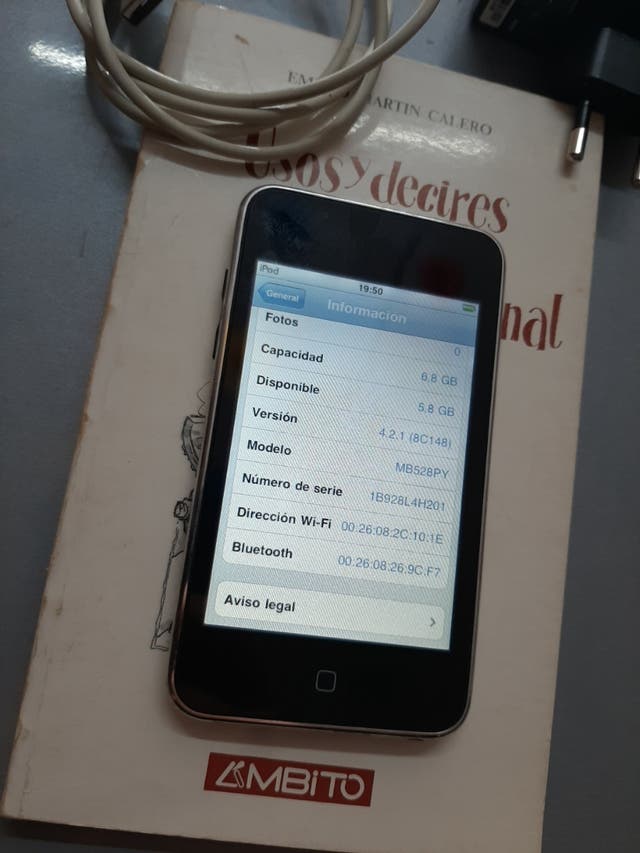 MARTIN CALERO
Usos y decires
nal
iPod
19:50
General
Información
Fotos 0
Capacidad 6,8 GB
Disponible 5,8 GB
Versión 4.2.1 (8C148)
Modelo MB528PY
Número de serie 1B928L4H201
Dirección Wi-Fi 00:26:08:2C:10:1E
Bluetooth 00:26:08:26:9C:F7
Aviso legal
AMBiTO